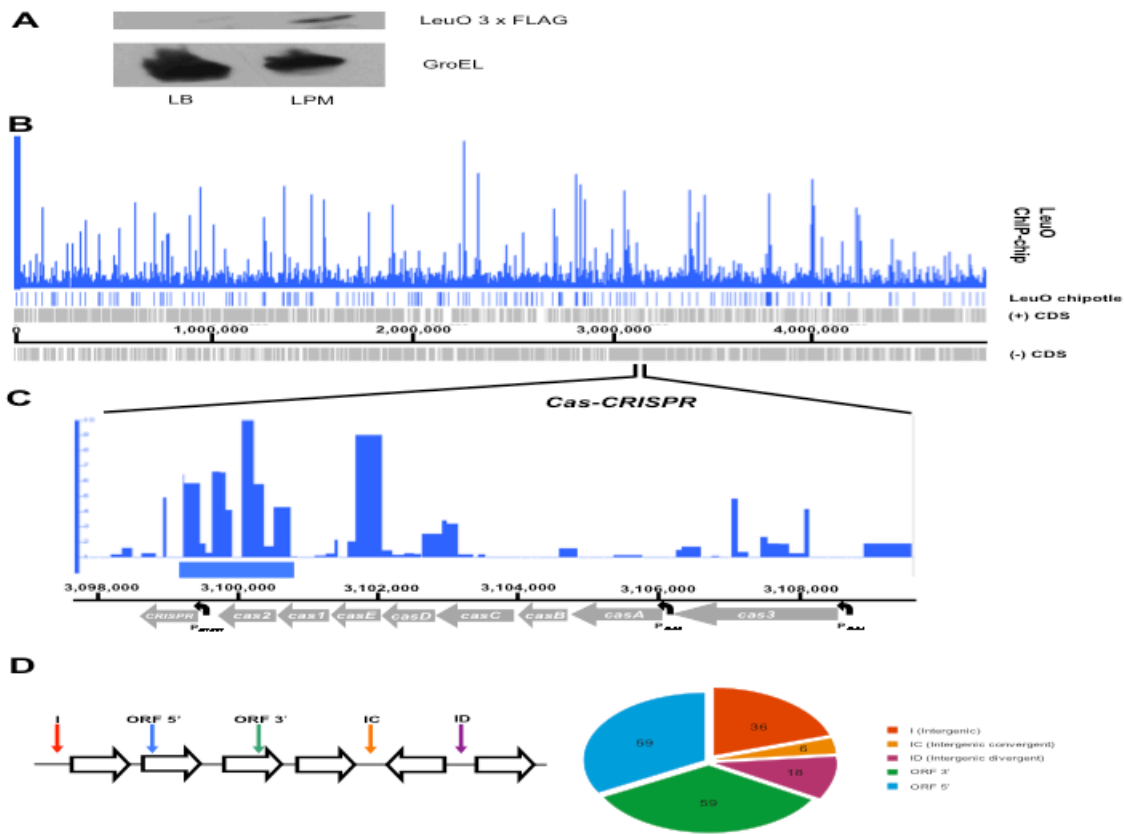 A
LeuO 3 x FLAG
GroEL
LB LPM
B
LeuO
ChIP-chip
LeuO chipotle
(+) CDS
0 1,000,000 2,000,000 3,000,000 4,000,000
(-) CDS
C
Cas-CRISPR
3,098,000 3,100,000 3,102,000 3,104,000 3,106,000 3,108,000
CRISPR cas2 cas1 casE casD casC casB casA cas3
D
I ORF 5' ORF 3' IC ID
59 36 6 18 59
I (Intergenic)
IC (Intergenic convergent)
ID (Intergenic divergent)
ORF 3'
ORF 5'